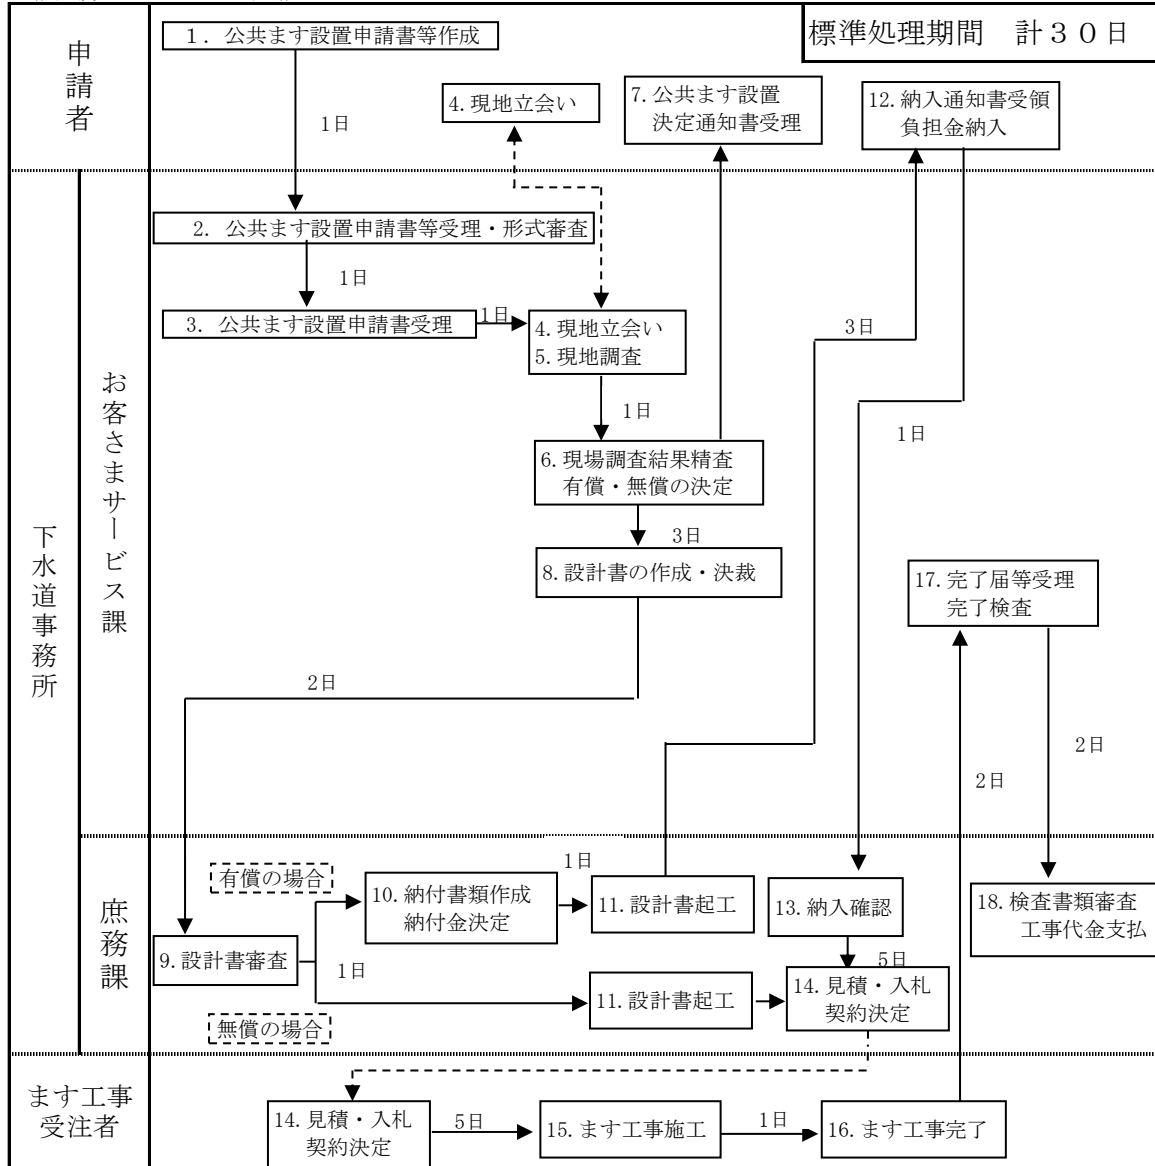 申請者
1. 公共ます設置申請書等作成
標準処理期間　計３０日
4.現地立会い
7.公共ます設置
決定通知書受理
12.納入通知書受領
負担金納入
1日
下水道事務所
お客さまサービス課
2. 公共ます設置申請書等受理・形式審査
1日
3. 公共ます設置申請書受理
1日
4.現地立会い
5.現地調査
3日
1日
1日
6.現場調査結果精査
有償・無償の決定
3日
8.設計書の作成・決裁
17.完了届等受理
完了検査
2日
2日
2日
庶務課
有償の場合
1日
10.納付書類作成
納付金決定
11.設計書起工
13.納入確認
18.検査書類審査
工事代金支払
9.設計書審査
1日
5日
11.設計書起工
14.見積・入札
契約決定
無償の場合
ます工事
受注者
14.見積・入札
契約決定
5日
15.ます工事施工
1日
16.ます工事完了